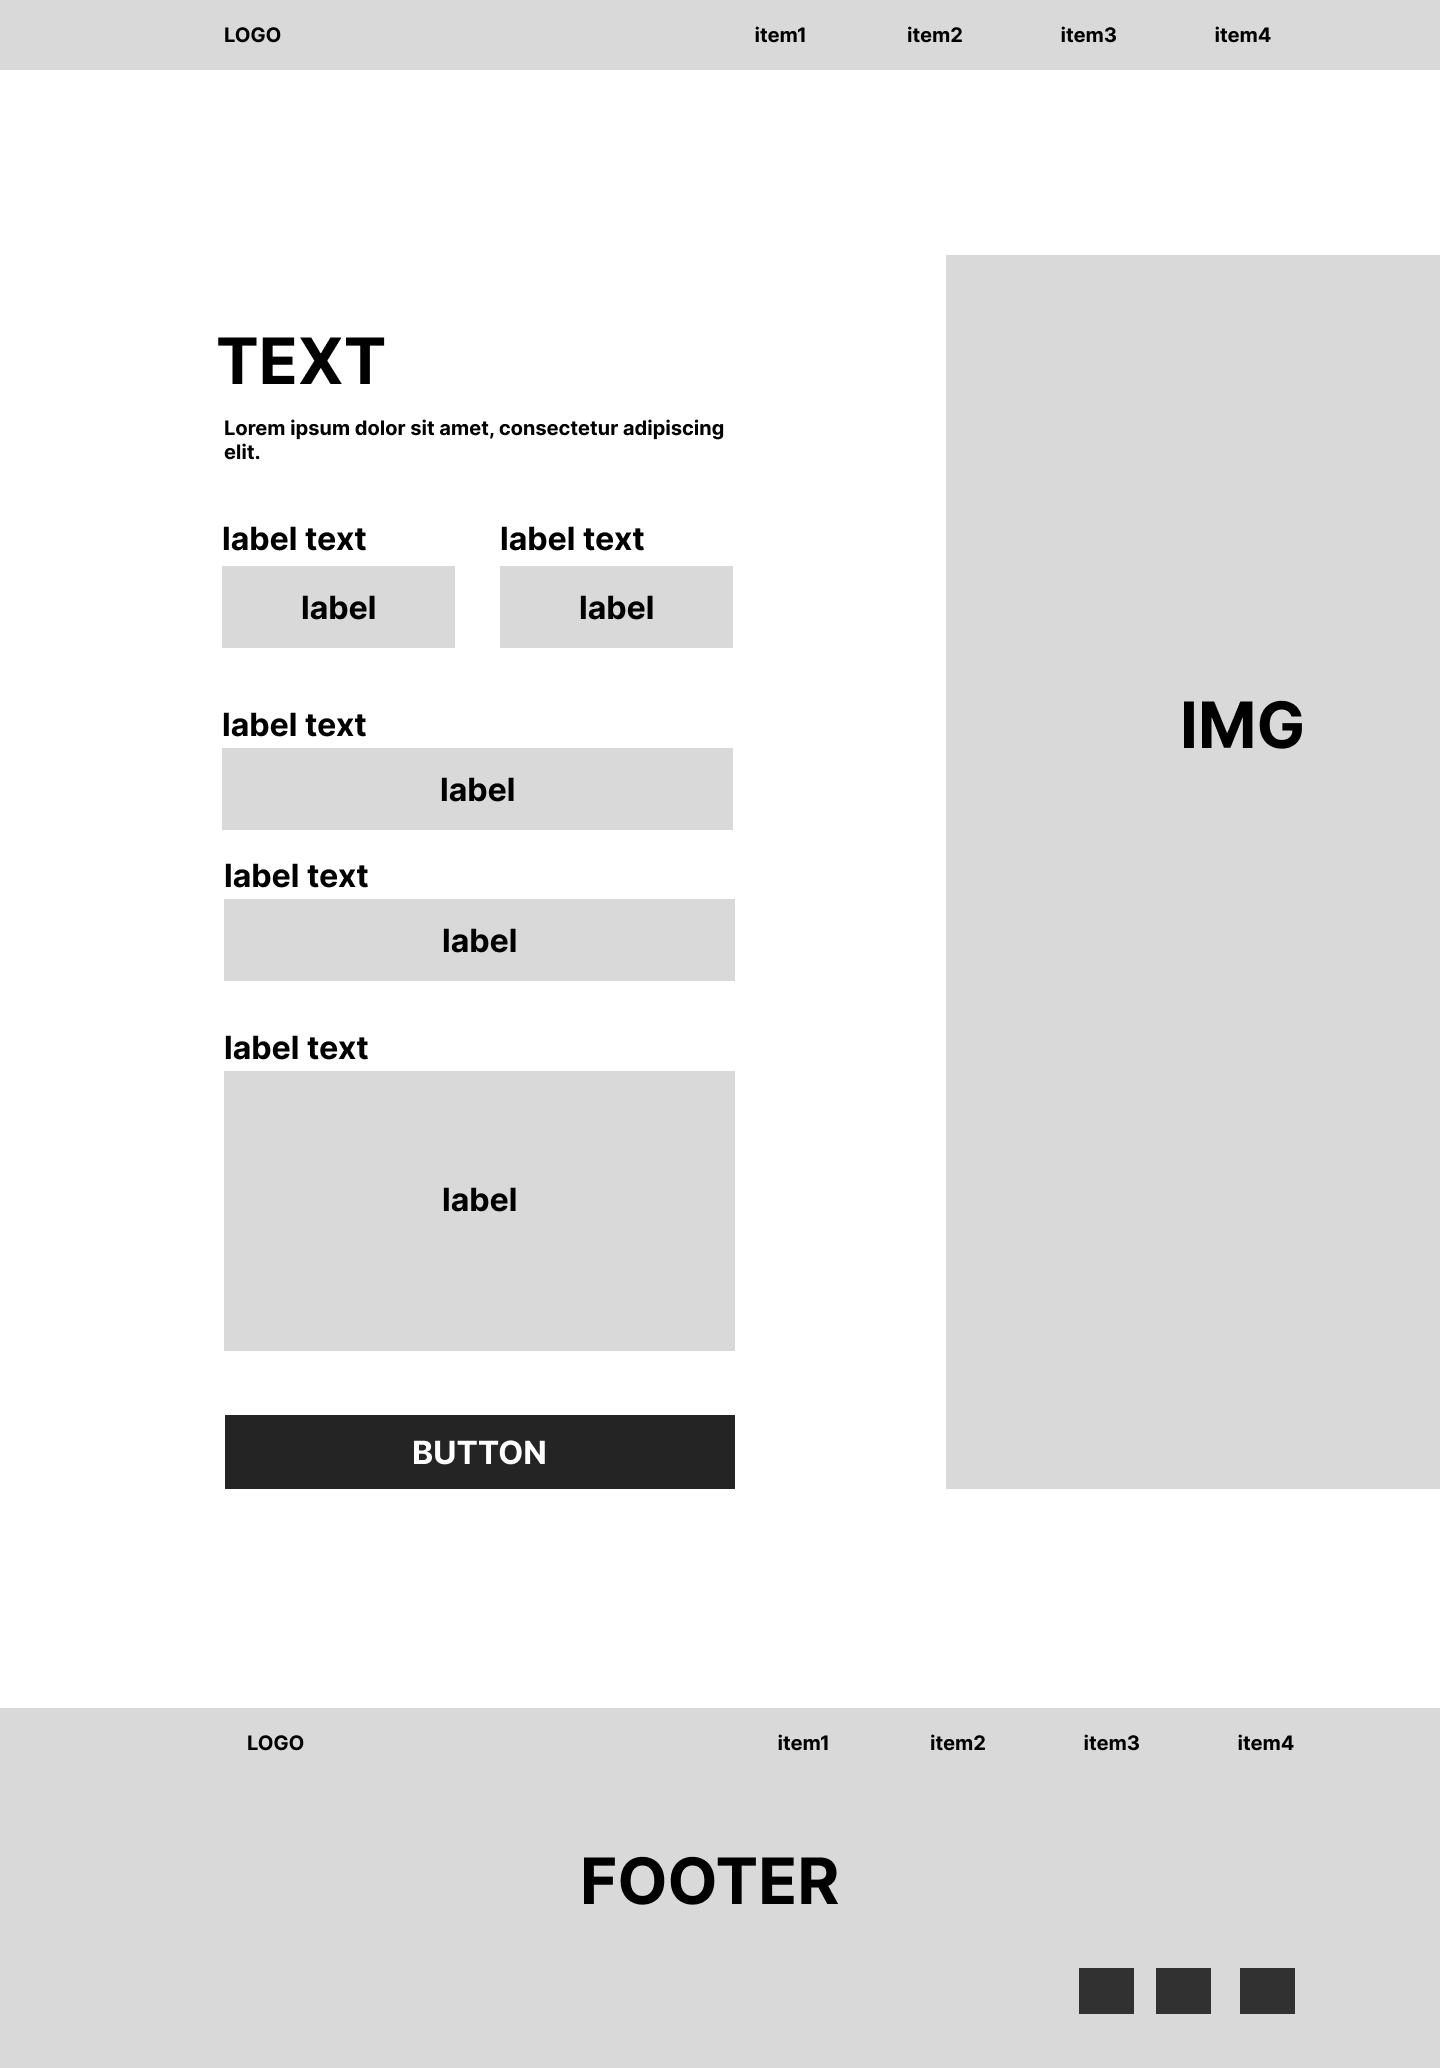 LOGO item1 item2 item3 item4
TEXT
Lorem ipsum dolor sit amet, consectetur adipiscing
elit.
label text label text
label label
label text
label
IMG
label text
label
label text
label
BUTTON
LOGO item1 item2 item3 item4
FOOTER